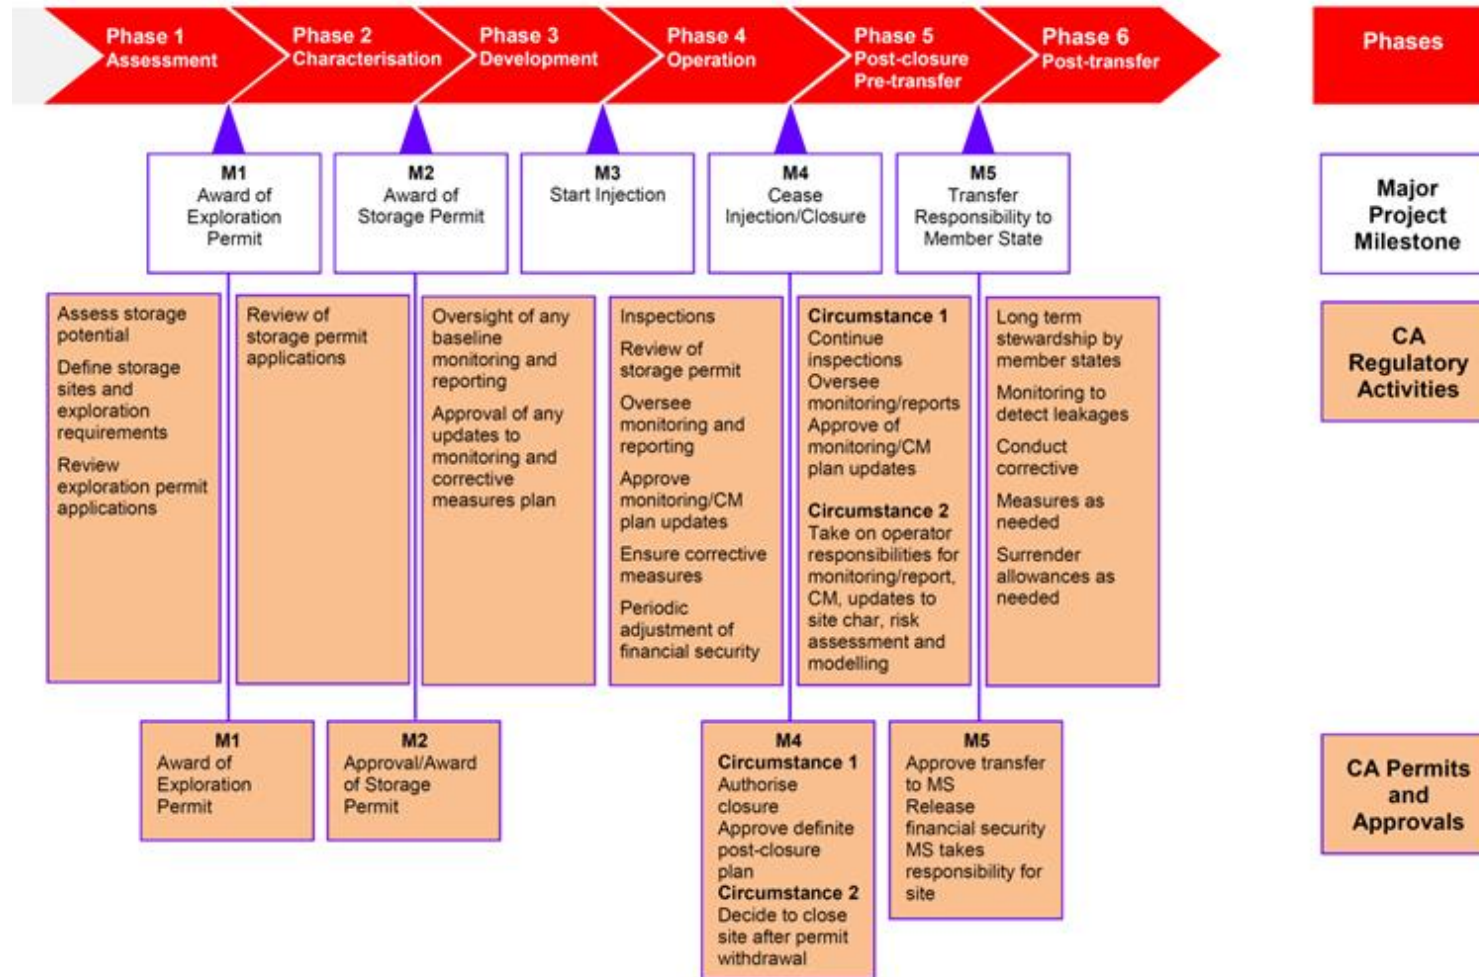 Phase 1
Assessment
Phase 2
Characterisation
Phase 3
Development
Phase 4
Operation
Phase 5
Post-closure
Pre-transfer
Phase 6
Post-transfer
Phases
M1
Award of
Exploration
Permit
M2
Award of
Storage Permit
M3
Start Injection
M4
Cease
Injection/Closure
M5
Transfer
Responsibility to
Member State
Major
Project
Milestone
Assess storage
potential
Define storage
sites and
exploration
requirements
Review
exploration permit
applications
Review of
storage permit
applications
Oversight of any
baseline
monitoring and
reporting
Approval of any
updates to
monitoring and
corrective
measures plan
Inspections
Review of
storage permit
Oversee
monitoring and
reporting
Approve
monitoring/CM
plan updates
Ensure corrective
measures
Periodic
adjustment of
financial security
Circumstance 1
Continue
inspections
Oversee
monitoring/reports
Approve of
monitoring/CM
plan updates
Circumstance 2
Take on operator
responsibilities for
monitoring/report,
CM, updates to
site char, risk
assessment and
modelling
Long term
stewardship by
member states
Monitoring to
detect leakages
Conduct
corrective
Measures as
needed
Surrender
allowances as
needed
CA
Regulatory
Activities
M1
Award of
Exploration
Permit
M2
Approval/Award
of Storage
Permit
M4
Circumstance 1
Authorise
closure
Approve definite
post-closure
plan
Circumstance 2
Decide to close
site after permit
withdrawal
M5
Approve transfer
to MS
Release
financial security
MS takes
responsibility for
site
CA Permits
and
Approvals